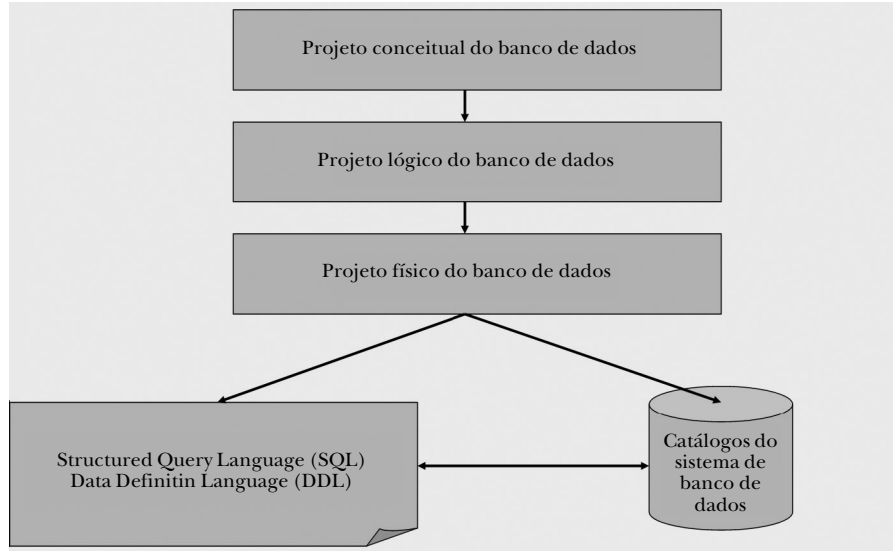 Projeto conceitual do banco de dados
Projeto lógico do banco de dados
Projeto físico do banco de dados
Structured Query Language (SQL)
Data Definitin Language (DDL)
Catálogos do
sistema de
banco de
dados